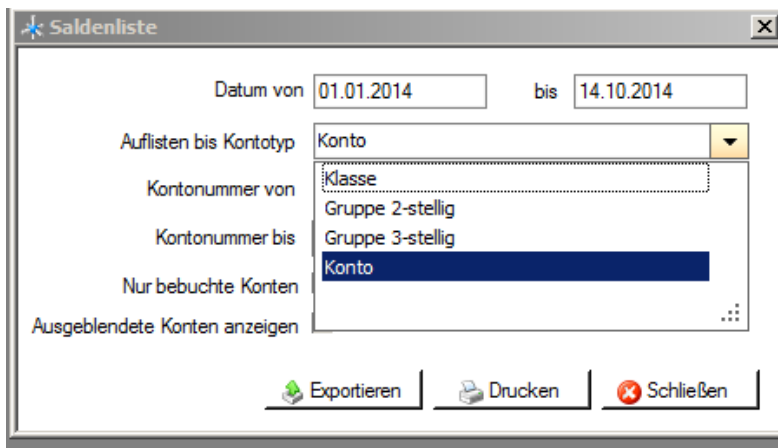 Saldenliste
Datum von 01.01.2014 bis 14.10.2014
Auflisten bis Kontotyp Konto
Kontonummer von Klasse
Gruppe 2-stellig
Kontonummer bis Gruppe 3-stellig
Konto
Nur bebuchte Konten
Ausgeblendete Konten anzeigen
Exportieren Drucken Schließen